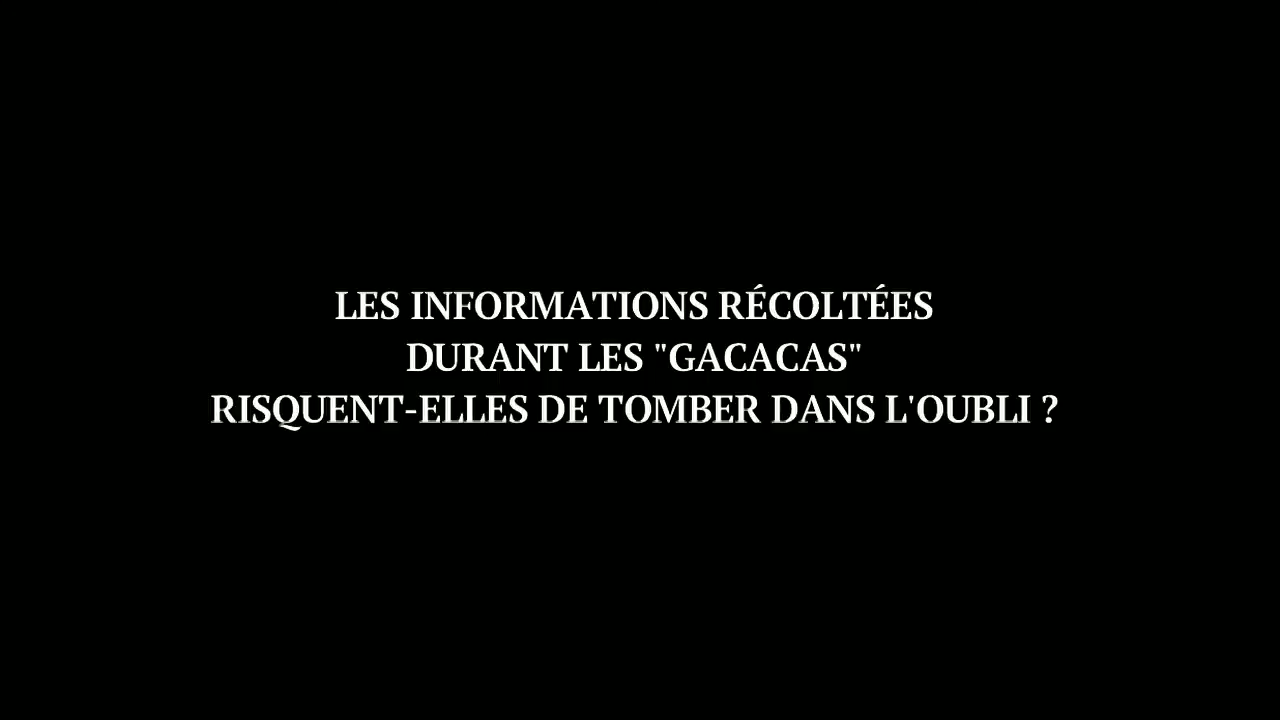 LES INFORMATIONS RÉCOLTÉES
DURANT LES "GACACAS"
RISQUENT-ELLES DE TOMBER DANS L'OUBLI ?